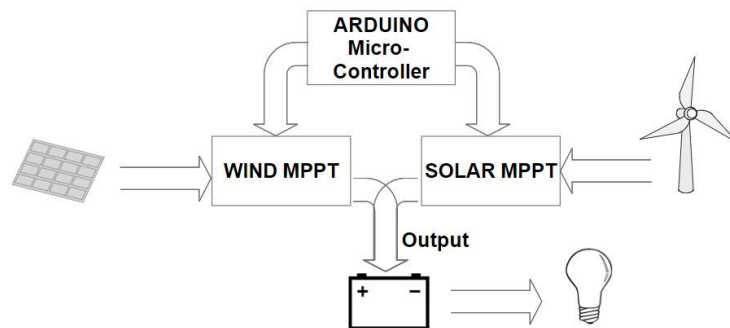 ARDUINO
Micro-
Controller
WIND MPPT
SOLAR MPPT
Output
+ −